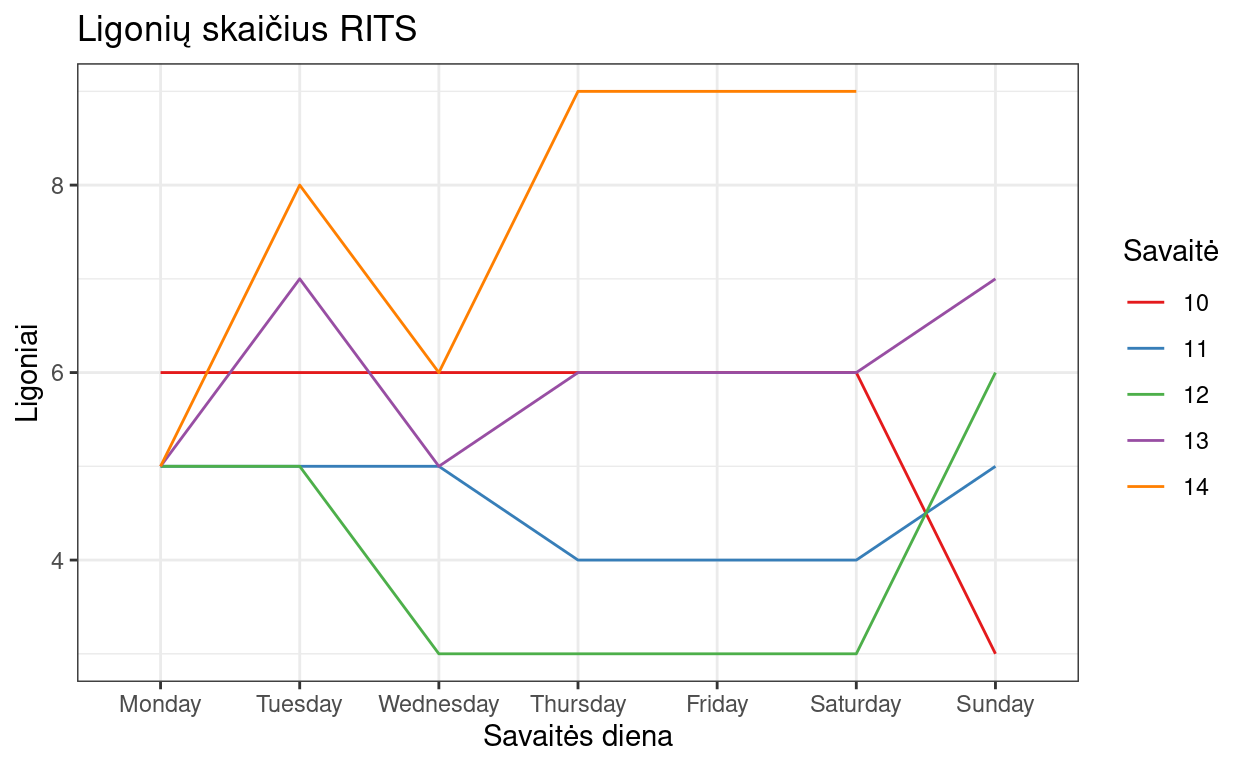 Ligonių skaičius RITS
Ligoniai
8
6
4
Monday Tuesday Wednesday Thursday Friday Saturday Sunday
Savaitės diena
Savaitė
10
11
12
13
14